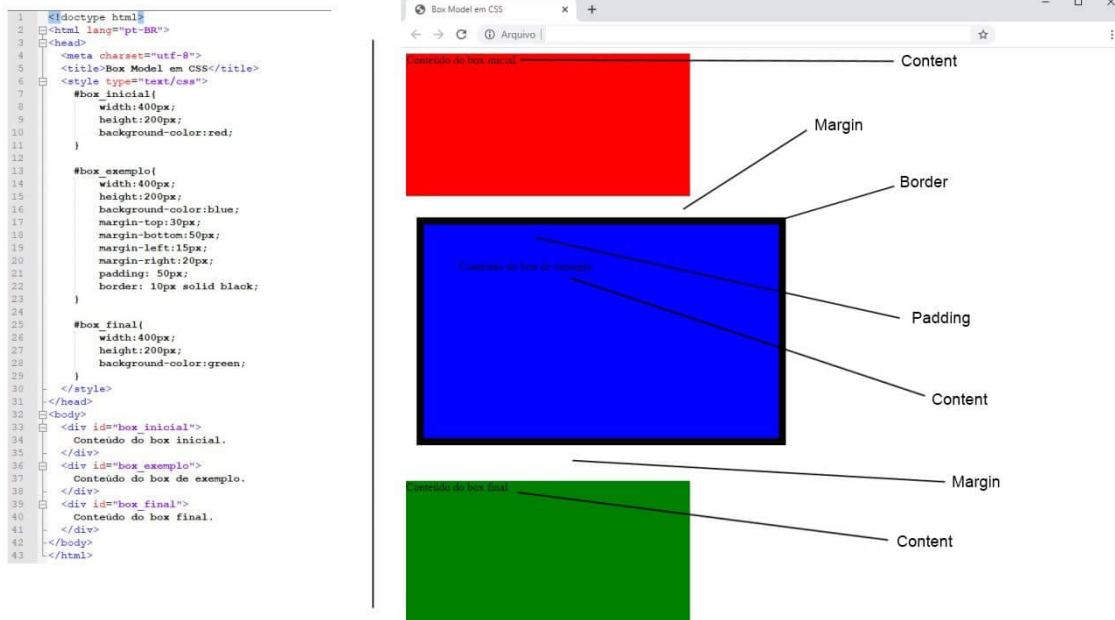 1 <!doctype html>
2 <html lang="pt-BR">
3 <head>
4 <meta charset="utf-8">
5 <title>Box Model em CSS</title>
6 <style type="text/css">
7 #box_inicial{
8 width:400px;
9 height:200px;
10 background-color:red;
11 }
12
13 #box_exemplo{
14 width:400px;
15 height:200px;
16 background-color:blue;
17 margin-top:30px;
18 margin-bottom:50px;
19 margin-left:15px;
20 margin-right:20px;
21 padding: 50px;
22 border: 10px solid black;
23 }
24
25 #box_final{
26 width:400px;
27 height:200px;
28 background-color:green;
29 }
30 </style>
31 </head>
32 <body>
33 <div id="box_inicial">
34 Conteúdo do box inicial.
35 </div>
36 <div id="box_exemplo">
37 Conteúdo do box de exemplo.
38 </div>
39 <div id="box_final">
40 Conteúdo do box final.
41 </div>
42 </body>
43 </html>
Box Model em CSS
Arquivo
Conteúdo do box inicial.
Content
Margin
Border
Conteúdo do box de exemplo.
Padding
Content
Margin
Conteúdo do box final.
Content